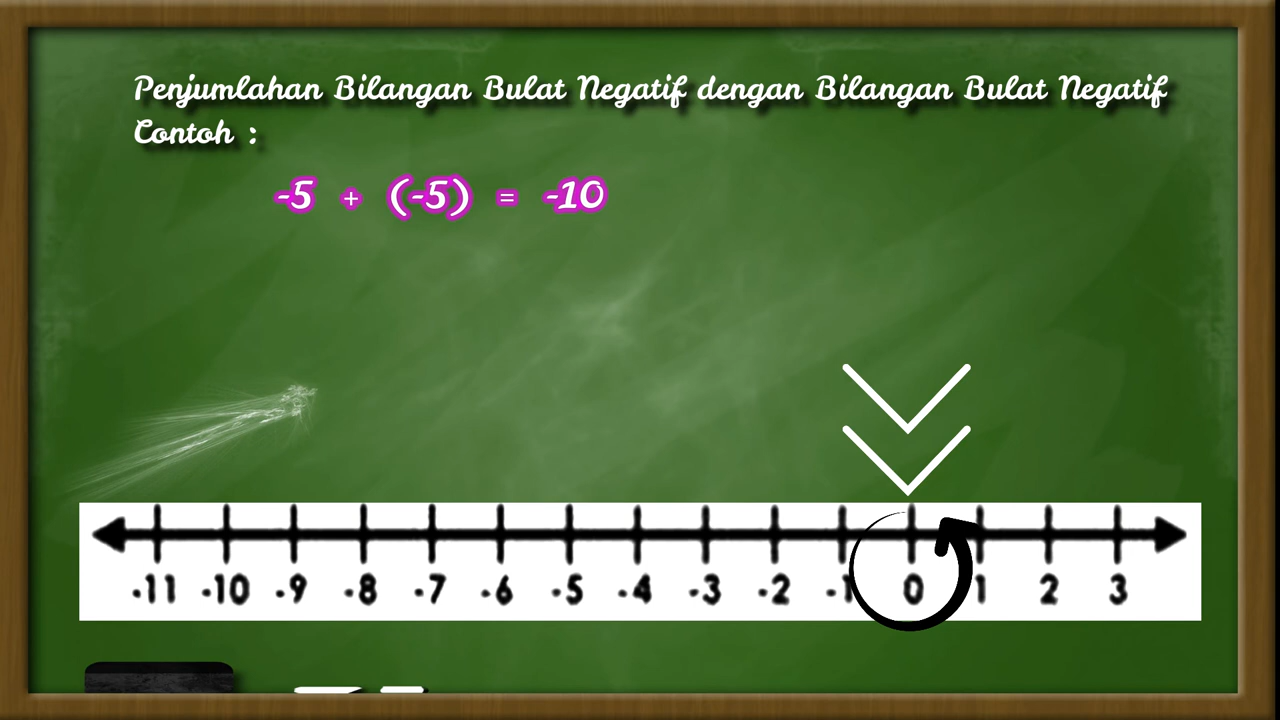 Penjumlahan Bilangan Bulat Negatif dengan Bilangan Bulat Negatif
Contoh :
-5 + (-5) = -10
-11 -10 -9 -8 -7 -6 -5 -4 -3 -2 -1 0 1 2 3